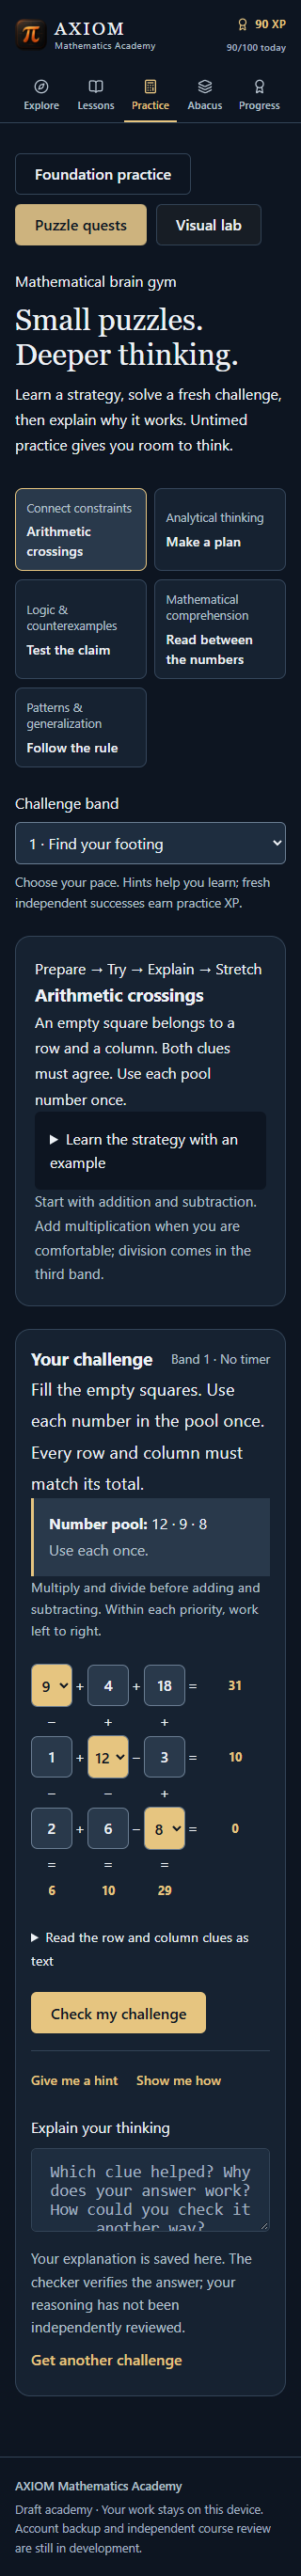 AXIOM
Mathematics Academy
90 XP
90/100 today
Explore Lessons Practice Abacus Progress
Foundation practice
Puzzle quests Visual lab
Mathematical brain gym
Small puzzles.
Deeper thinking.
Learn a strategy, solve a fresh challenge,
then explain why it works. Untimed
practice gives you room to think.
Connect constraints
Arithmetic
crossings
Analytical thinking
Make a plan
Logic &
counterexamples
Test the claim
Mathematical
comprehension
Read between
the numbers
Patterns &
generalization
Follow the rule
Challenge band
1 · Find your footing
Choose your pace. Hints help you learn; fresh
independent successes earn practice XP.
Prepare → Try → Explain → Stretch
Arithmetic crossings
An empty square belongs to a
row and a column. Both clues
must agree. Use each pool
number once.
▶ Learn the strategy with an
example
Start with addition and subtraction.
Add multiplication when you are
comfortable; division comes in the
third band.
Your challenge Band 1 · No timer
Fill the empty squares. Use
each number in the pool once.
Every row and column must
match its total.
Number pool: 12 · 9 · 8
Use each once.
Multiply and divide before adding and
subtracting. Within each priority, work
left to right.
9 + 4 + 18 = 31
− + +
1 + 12 − 3 = 10
− − +
2 + 6 − 8 = 0
= = =
6 10 29
▶ Read the row and column clues as
text
Check my challenge
Give me a hint Show me how
Explain your thinking
Which clue helped? Why
does your answer work?
How could you check it
another way?
Your explanation is saved here. The
checker verifies the answer; your
reasoning has not been
independently reviewed.
Get another challenge
AXIOM Mathematics Academy
Draft academy · Your work stays on this device.
Account backup and independent course review
are still in development.